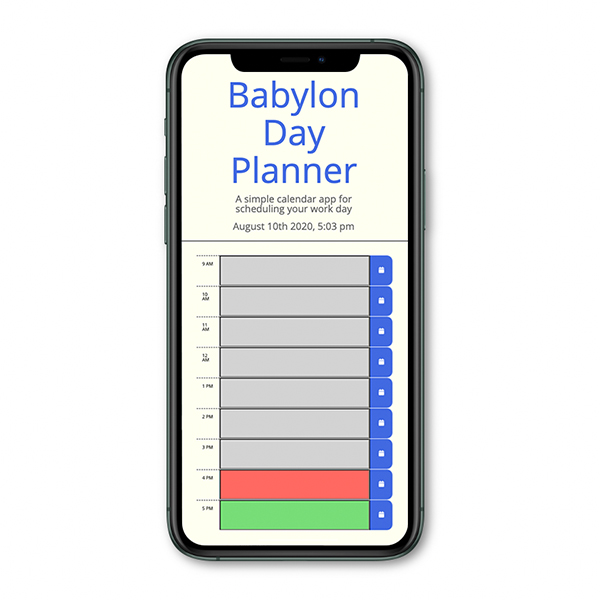 Babylon
Day
Planner
A simple calendar app for
scheduling your work day
August 10th 2020, 5:03 pm
9 AM
10
AM
11
AM
12
AM
1 PM
2 PM
3 PM
4 PM
5 PM